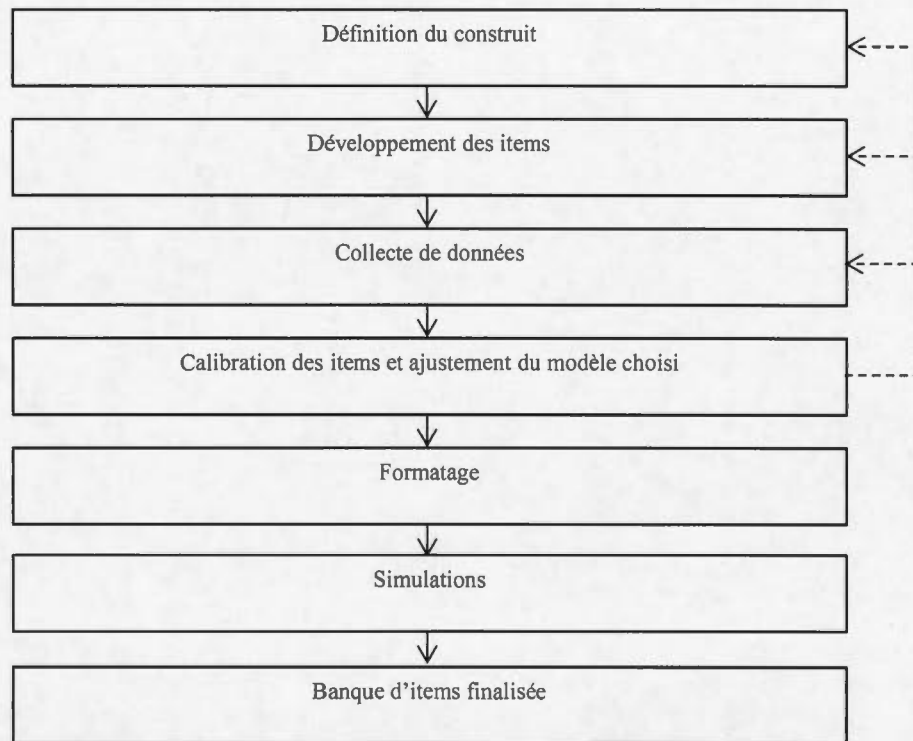 Définition du construit
Développement des items
Collecte de données
Calibration des items et ajustement du modèle choisi
Formatage
Simulations
Banque d'items finalisée